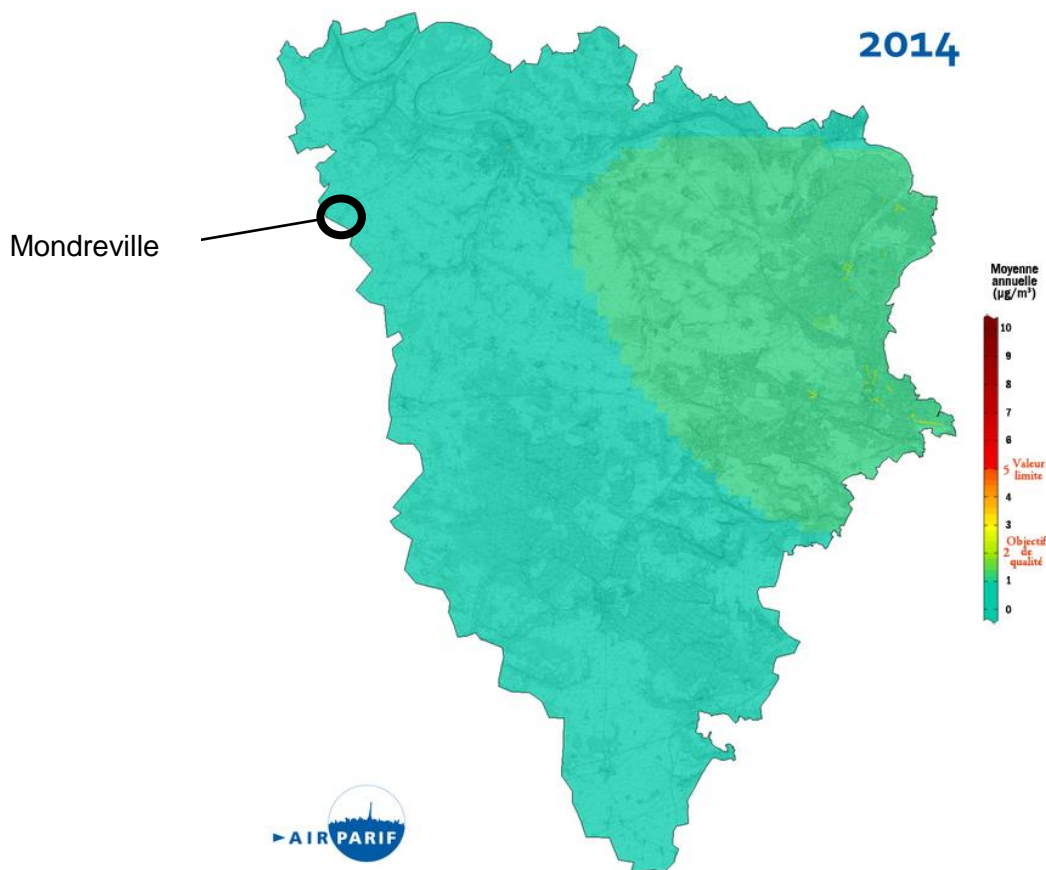 2014
Mondreville
Moyenne
annuelle
(µg/m³)
10
9
8
7
6
5 Valeur
limite
4
3
Objectif
2 de
qualité
1
0
AIRPARIF